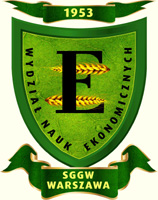 1953
WYDZIAŁ NAUK EKONOMICZNYCH
E
SGGW
WARSZAWA